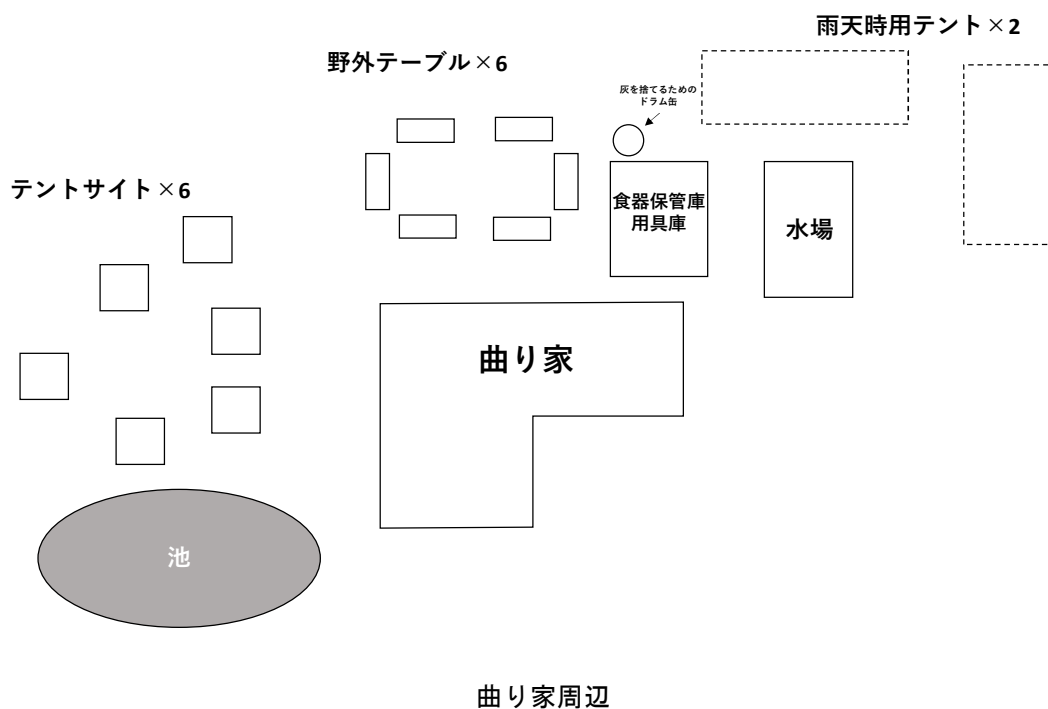 雨天時用テント×2
野外テーブル×6
灰を捨てるための
ドラム缶
テントサイト×6
食器保管庫
用具庫
水場
曲り家
池
曲り家周辺